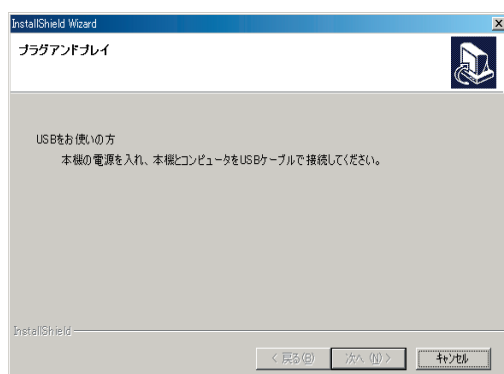 InstallShield Wizard
プラグアンドプレイ
USBをお使いの方
本機の電源を入れ、本機とコンピュータをUSBケーブルで接続してください。
InstallShield
< 戻る(B) 次へ (N) > キャンセル